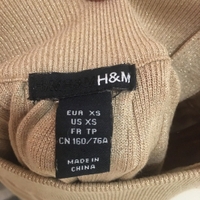 H&M
EUR XS
US XS
FR TP
CN 160/76A
MADE IN
CHINA